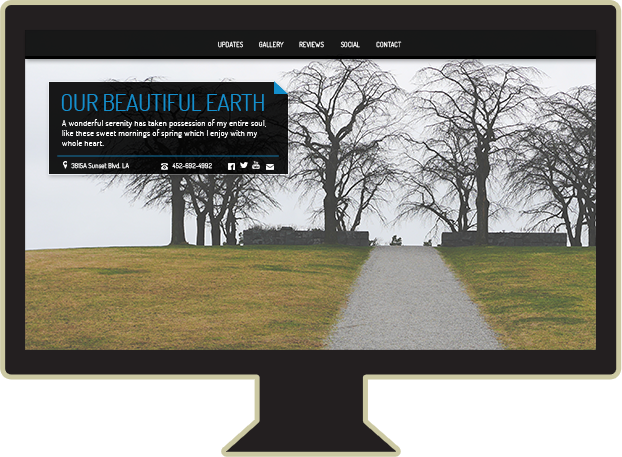 UPDATES GALLERY REVIEWS SOCIAL CONTACT
OUR BEAUTIFUL EARTH
A wonderful serenity has taken possession of my entire soul,
like these sweet mornings of spring which I enjoy with my
whole heart.
3815A Sunset Blvd. LA 452-692-4992